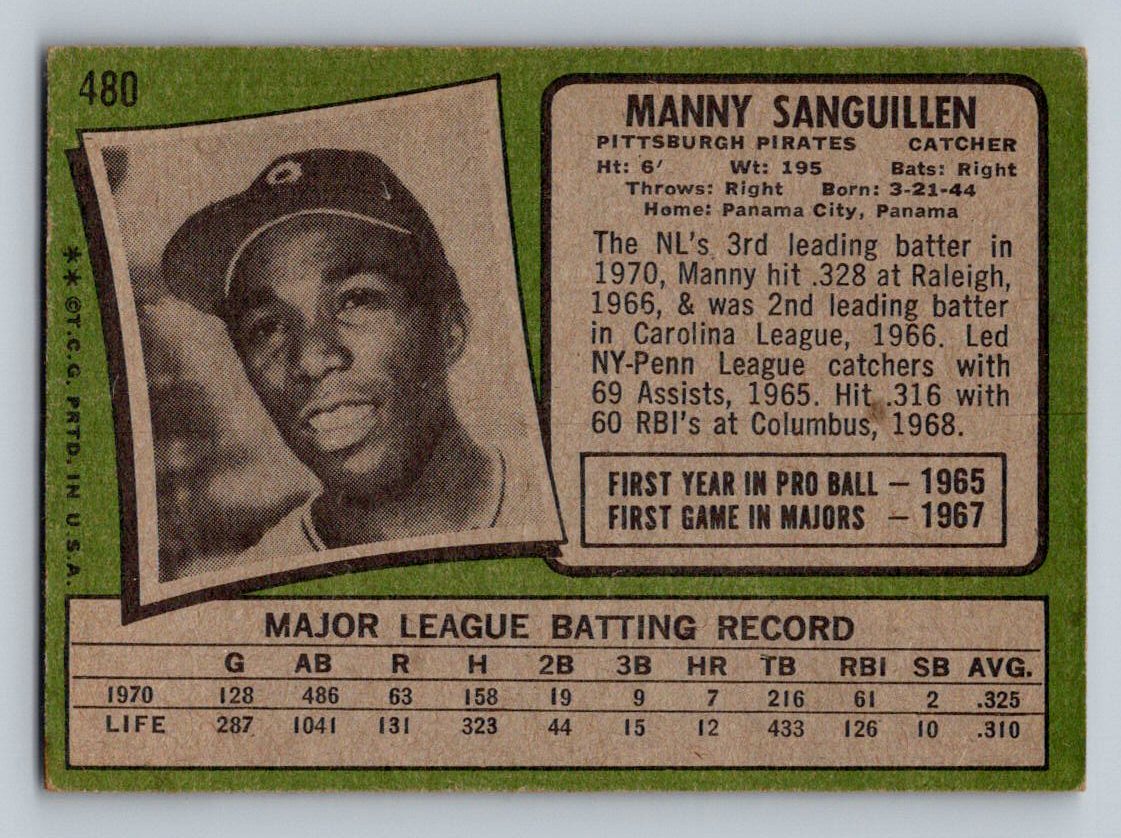 480
MANNY SANGUILLEN
PITTSBURGH PIRATES CATCHER
Ht: 6' Wt: 195 Bats: Right
Throws: Right Born: 3-21-44
Home: Panama City, Panama
The NL's 3rd leading batter in
1970, Manny hit .328 at Raleigh,
1966, & was 2nd leading batter
in Carolina League, 1966. Led
NY-Penn League catchers with
69 Assists, 1965. Hit .316 with
60 RBI's at Columbus, 1968.
FIRST YEAR IN PRO BALL – 1965
FIRST GAME IN MAJORS – 1967
**©T.C.G. PRTD. IN U.S.A.
MAJOR LEAGUE BATTING RECORD
G AB R H 2B 3B HR TB RBI SB AVG.
1970 128 486 63 158 19 9 7 216 61 2 .325
LIFE 287 1041 131 323 44 15 12 433 126 10 .310